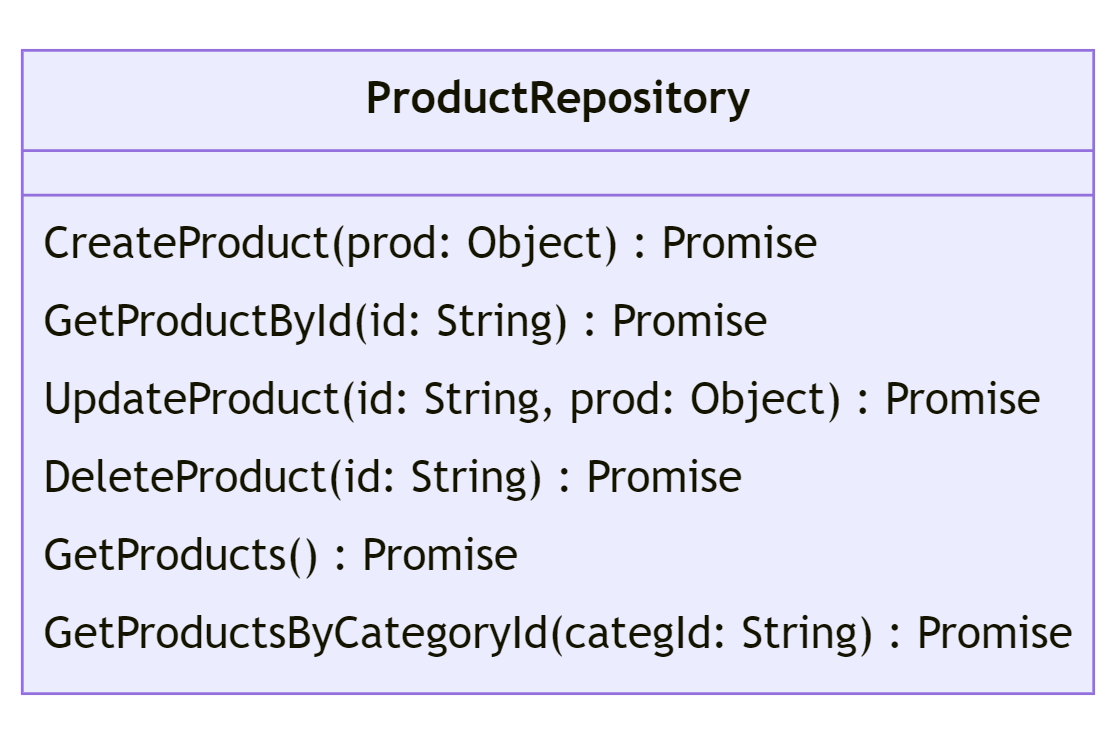 ProductRepository
CreateProduct(prod: Object) : Promise
GetProductById(id: String) : Promise
UpdateProduct(id: String, prod: Object) : Promise
DeleteProduct(id: String) : Promise
GetProducts() : Promise
GetProductsByCategoryId(categId: String) : Promise